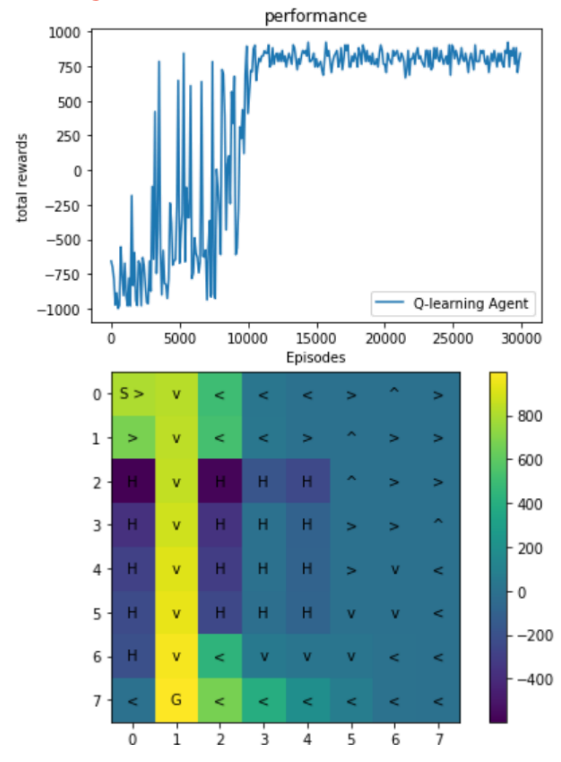 performance
1000
750
500
250
0
−250
−500
−750
−1000
total rewards
Q-learning Agent
0 5000 10000 15000 20000 25000 30000
Episodes
0 S > v < < < > ^ >
1 > v < < > ^ > >
2 H v H H H ^ > >
3 H v H H H > > ^
4 H v H H H > v <
5 H v H H H v v <
6 H v < v v v < <
7 < G < < < < < <
0 1 2 3 4 5 6 7
800
600
400
200
0
−200
−400